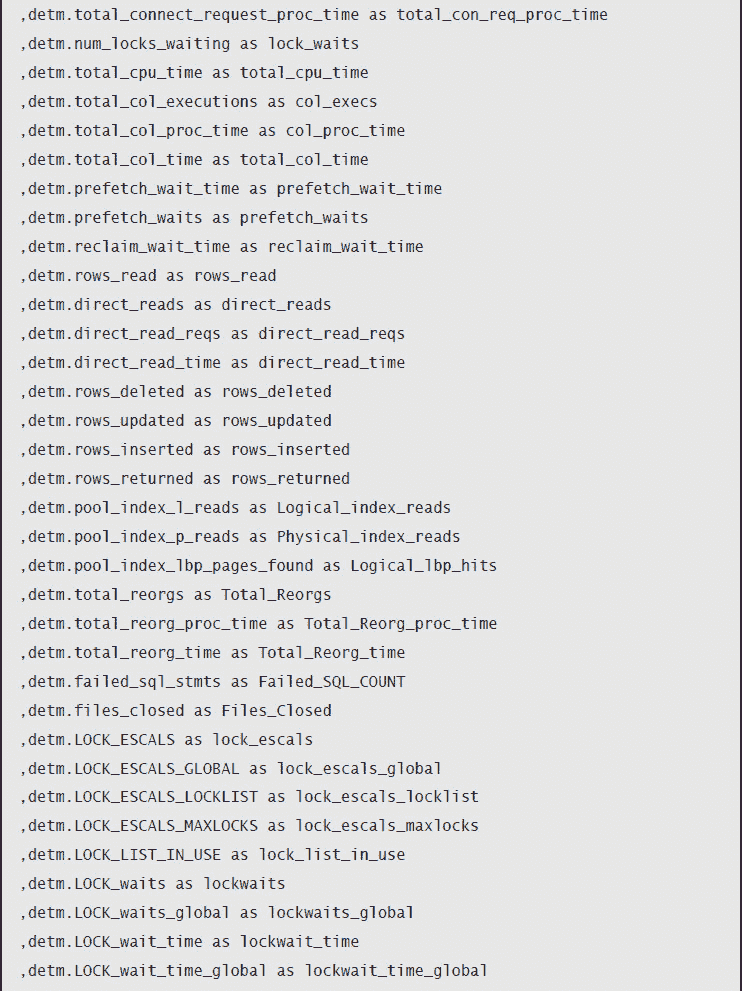 ,detm.total_connect_request_proc_time as total_con_req_proc_time
,detm.num_locks_waiting as lock_waits
,detm.total_cpu_time as total_cpu_time
,detm.total_col_executions as col_execs
,detm.total_col_proc_time as col_proc_time
,detm.total_col_time as total_col_time
,detm.prefetch_wait_time as prefetch_wait_time
,detm.prefetch_waits as prefetch_waits
,detm.reclaim_wait_time as reclaim_wait_time
,detm.rows_read as rows_read
,detm.direct_reads as direct_reads
,detm.direct_read_reqs as direct_read_reqs
,detm.direct_read_time as direct_read_time
,detm.rows_deleted as rows_deleted
,detm.rows_updated as rows_updated
,detm.rows_inserted as rows_inserted
,detm.rows_returned as rows_returned
,detm.pool_index_l_reads as Logical_index_reads
,detm.pool_index_p_reads as Physical_index_reads
,detm.pool_index_lbp_pages_found as Logical_lbp_hits
,detm.total_reorgs as Total_Reorgs
,detm.total_reorg_proc_time as Total_Reorg_proc_time
,detm.total_reorg_time as Total_Reorg_time
,detm.failed_sql_stmts as Failed_SQL_COUNT
,detm.files_closed as Files_Closed
,detm.LOCK_ESCALS as lock_escals
,detm.LOCK_ESCALS_GLOBAL as lock_escals_global
,detm.LOCK_ESCALS_LOCKLIST as lock_escals_locklist
,detm.LOCK_ESCALS_MAXLOCKS as lock_escals_maxlocks
,detm.LOCK_LIST_IN_USE as lock_list_in_use
,detm.LOCK_waits as lockwaits
,detm.LOCK_waits_global as lockwaits_global
,detm.LOCK_wait_time as lockwait_time
,detm.LOCK_wait_time_global as lockwait_time_global